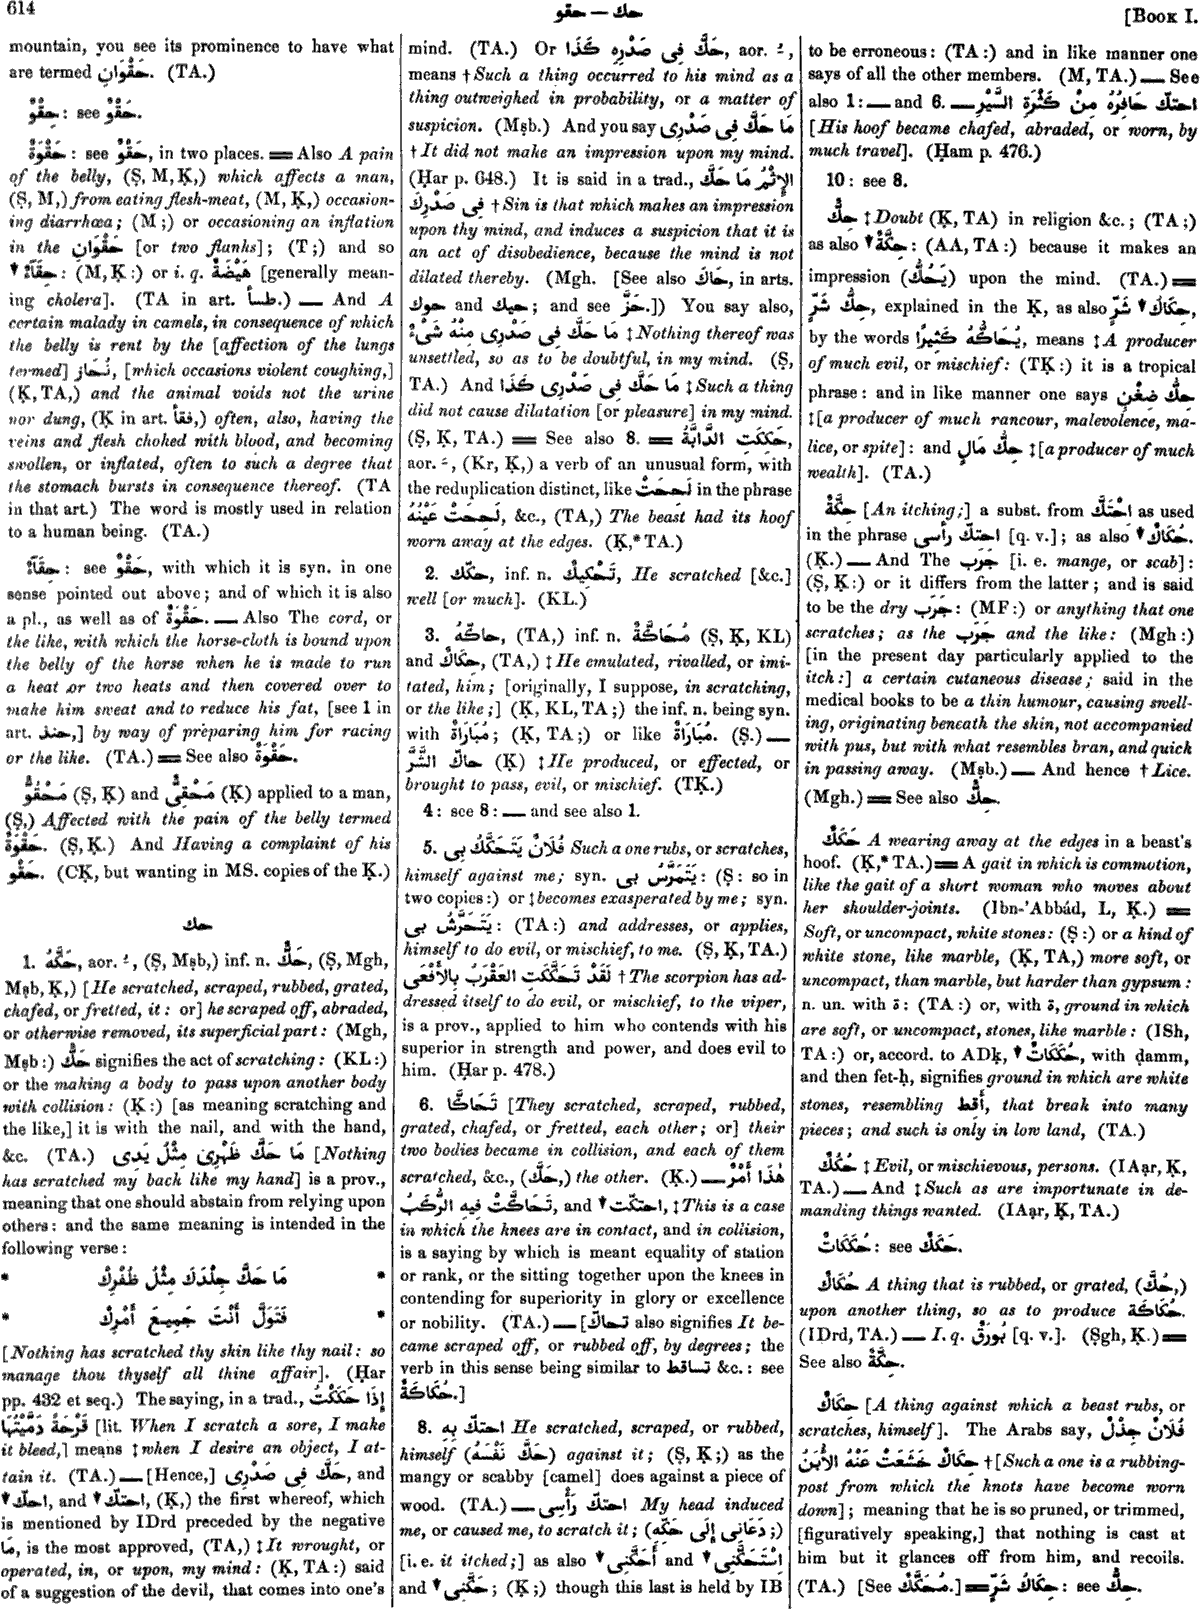 614
حقو — حك
[BOOK I.
mountain, you see its prominence to have what
are termed حَقْوَانِ. (TA.)
حِقْوٌ: see حَقْوٌ.
حَقْوَةٌ: see حَقْوٌ, in two places. ═ Also A pain
of the belly, (Ṣ, M, Ḳ,) which affects a man,
(Ṣ, M,) from eating flesh-meat, (M, Ḳ,) occasion-
ing diarrhœa; (M;) or occasioning an inflation
in the حَقْوَانِ [or two flanks]; (T;) and so
▾ حِقَآءٌ: (M, Ḳ:) or i. q. هَيْضَةٌ [generally mean-
ing cholera]. (TA in art. طسأ.) — And A
certain malady in camels, in consequence of which
the belly is rent by the [affection of the lungs
termed] نُحَاز, [which occasions violent coughing,]
(Ḳ, TA,) and the animal voids not the urine
nor dung, (Ḳ in art. فقأ,) often, also, having the
veins and flesh choked with blood, and becoming
swollen, or inflated, often to such a degree that
the stomach bursts in consequence thereof. (TA
in that art.) The word is mostly used in relation
to a human being. (TA.)
حِقَآءٌ: see حَقْوٌ, with which it is syn. in one
sense pointed out above; and of which it is also
a pl., as well as of حَقْوَةٌ. — Also The cord, or
the like, with which the horse-cloth is bound upon
the belly of the horse when he is made to run
a heat or two heats and then covered over to
make him sweat and to reduce his fat, [see 1 in
art. حنذ,] by way of preparing him for racing
or the like. (TA.) ═ See also حَقْوَةٌ.
مَحْقُوٌّ (Ṣ, Ḳ) and مَحْقِىٌّ (Ḳ) applied to a man,
(Ṣ,) Affected with the pain of the belly termed
حَقْوَةٌ. (Ṣ, Ḳ.) And Having a complaint of his
حَقْو. (CḲ, but wanting in MS. copies of the Ḳ.)
حك
1. حَكَّهُ, aor. ـُ, (Ṣ, Mṣb,) inf. n. حَكٌّ, (Ṣ, Mgh,
Mṣb, Ḳ,) [He scratched, scraped, rubbed, grated,
chafed, or fretted, it: or] he scraped off, abraded,
or otherwise removed, its superficial part: (Mgh,
Mṣb:) حَكٌّ signifies the act of scratching: (KL:)
or the making a body to pass upon another body
with collision: (Ḳ:) [as meaning scratching and
the like,] it is with the nail, and with the hand,
&c. (TA.) مَا حَكَّ ظَهْرِى مِثْلُ يَدِى [Nothing
has scratched my back like my hand] is a prov.,
meaning that one should abstain from relying upon
others: and the same meaning is intended in the
following verse:
* مَا حَكَّ جِلْدَكَ مِثْلُ ظُفْرِكْ *
* فَتَوَلَّ أَنْتَ جَمِيعَ أَمْرِكْ *
[Nothing has scratched thy skin like thy nail: so
manage thou thyself all thine affair]. (Ḥar
pp. 432 et seq.) The saying, in a trad., إِذَا حَكَكْتُ
قَرْحَةً دَمَّيْتُهَا [lit. When I scratch a sore, I make
it bleed,] means ‡ when I desire an object, I at-
tain it. (TA.) — [Hence,] حَكَّ فِى صَدْرِى, and
▾ احكّ, and ▾ احتكّ, (Ḳ,) the first whereof, which
is mentioned by IDrd preceded by the negative
مَا, is the most approved, (TA,) ‡ It wrought, or
operated, in, or upon, my mind: (Ḳ, TA:) said
of a suggestion of the devil, that comes into one's
mind. (TA.) Or حَكَّ فِى صَدْرِهِ كَذَا, aor. ـُ,
means † Such a thing occurred to his mind as a
thing outweighed in probability, or a matter of
suspicion. (Mṣb.) And you say مَا حَكَّ فِى صَدْرِى
† It did not make an impression upon my mind.
(Ḥar p. 648.) It is said in a trad., الإِثْمُ مَا حَكَّ
فِى صَدْرِكَ † Sin is that which makes an impression
upon thy mind, and induces a suspicion that it is
an act of disobedience, because the mind is not
dilated thereby. (Mgh. [See also حَاكَ, in arts.
حوك and حيك; and see حَزَّ.]) You say also,
مَا حَكَّ فِى صَدْرِى مِنْهُ شَىْءٌ ‡ Nothing thereof was
unsettled, so as to be doubtful, in my mind. (Ṣ,
TA.) And مَا حَكَّ فِى صَدْرِى كَذَا ‡ Such a thing
did not cause dilatation [or pleasure] in my mind.
(Ṣ, Ḳ, TA.) ═ See also 8. ═ حَكِكَتِ الدَّابَّةُ,
aor. ـَ, (Kr, Ḳ,) a verb of an unusual form, with
the reduplication distinct, like لَحِحَتْ in the phrase
لَحِحَتْ عَيْنُهُ, &c., (TA,) The beast had its hoof
worn away at the edges. (Ḳ,* TA.)
2. حكّك, inf. n. تَحْكِيكٌ, He scratched [&c.]
well [or much]. (KL.)
3. حاكّهُ, (TA,) inf. n. مُحَاكَّةٌ (Ṣ, Ḳ, KL)
and حِكَاكٌ, (TA,) ‡ He emulated, rivalled, or imi-
tated, him; [originally, I suppose, in scratching,
or the like;] (Ḳ, KL, TA;) the inf. n. being syn.
with مُبَارَاةٌ; (Ḳ, TA;) or like مُبَارَاةٌ. (Ṣ.) —
حاكّ الشَّرَّ (Ḳ) ‡ He produced, or effected, or
brought to pass, evil, or mischief. (TḲ.)
4: see 8: — and see also 1.
5. فُلَانٌ يَتَحَكَّكُ بِى Such a one rubs, or scratches,
himself against me; syn. يَتَمَرَّسُ بِى: (Ṣ: so in
two copies:) or ‡ becomes exasperated by me; syn.
يَتَحَرَّشُ بِى: (TA:) and addresses, or applies,
himself to do evil, or mischief, to me. (Ṣ, Ḳ, TA.)
لَقَدْ تَحَكَّكَت العَقْرَبُ بِالأَفْعَى † The scorpion has ad-
dressed itself to do evil, or mischief, to the viper,
is a prov., applied to him who contends with his
superior in strength and power, and does evil to
him. (Ḥar p. 478.)
6. تَحَاكَّا [They scratched, scraped, rubbed,
grated, chafed, or fretted, each other; or] their
two bodies became in collision, and each of them
scratched, &c., (حَكَّ,) the other. (Ḳ.) — هٰذَا أَمْرٌ
تَحَاكَّتْ فِيهِ الرُّكَبُ, and ▾ احتكّت, ‡ This is a case
in which the knees are in contact, and in collision,
is a saying by which is meant equality of station
or rank, or the sitting together upon the knees in
contending for superiority in glory or excellence
or nobility. (TA.) — [تحاكّ also signifies It be-
came scraped off, or rubbed off, by degrees; the
verb in this sense being similar to تساقط &c.: see
حُكَاكَةٌ.]
8. احتكّ بِهِ He scratched, scraped, or rubbed,
himself (حَكَّ نَفْسَهُ) against it; (Ṣ, Ḳ;) as the
mangy or scabby [camel] does against a piece of
wood. (TA.) — احتكّ رَأْسِى My head induced
me, or caused me, to scratch it; (دَعَانِى إِلَى حَكِّهِ;)
[i. e. it itched;] as also ▾ أَحَكَّنِى and ▾ اسْتَحَكَّنِى
and ▾ حَكَّنِى; (Ḳ;) though this last is held by IB
to be erroneous: (TA:) and in like manner one
says of all the other members. (M, TA.) — See
also 1: — and 6. — احتكّ حَافِرُهُ مِنْ كَثْرَةِ السَّيْرِ
[His hoof became chafed, abraded, or worn, by
much travel]. (Ḥam p. 476.)
10: see 8.
حِكٌّ ‡ Doubt (Ḳ, TA) in religion &c.; (TA;)
as also ▾ حِكَّةٌ: (AA, TA:) because it makes an
impression (يَحُكُّ) upon the mind. (TA.) ═
حِكُّ شَرٍّ, explained in the Ḳ, as also ▾ حِكَاكُ شَرٍّ,
by the words يُحَاكُّهُ كَثِيرًا, means ‡ A producer
of much evil, or mischief: (TḲ:) it is a tropical
phrase: and in like manner one says حِكُّ ضِغْنٍ
‡ [a producer of much rancour, malevolence, ma-
lice, or spite]: and حِكُّ مَالٍ ‡ [a producer of much
wealth]. (TA.)
حِكَّةٌ [An itching;] a subst. from احْتَكَّ as used
in the phrase احتكّ رأسى [q. v.]; as also ▾ حُكَاكٌ.
(Ḳ.) — And The جَرَب [i. e. mange, or scab]:
(Ṣ, Ḳ:) or it differs from the latter; and is said
to be the dry جَرَب: (MF:) or anything that one
scratches; as the جَرَب and the like: (Mgh:)
[in the present day particularly applied to the
itch:] a certain cutaneous disease; said in the
medical books to be a thin humour, causing swell-
ing, originating beneath the skin, not accompanied
with pus, but with what resembles bran, and quick
in passing away. (Mṣb.) — And hence † Lice.
(Mgh.) ═ See also حِكٌّ.
حَكَكٌ A wearing away at the edges in a beast's
hoof. (Ḳ,* TA.) ═ A gait in which is commotion,
like the gait of a short woman who moves about
her shoulder-joints. (Ibn-'Abbád, L, Ḳ.) ═
Soft, or uncompact, white stones: (Ṣ:) or a kind of
white stone, like marble, (Ḳ, TA,) more soft, or
uncompact, than marble, but harder than gypsum:
n. un. with ة: (TA:) or, with ة, ground in which
are soft, or uncompact, stones, like marble: (ISh,
TA:) or, accord. to ADḳ, ▾ حُكَكَاتٌ, with ḍamm,
and then fet-ḥ, signifies ground in which are white
stones, resembling أَقِط, that break into many
pieces; and such is only in low land, (TA.)
حُكُكٌ ‡ Evil, or mischievous, persons. (IAạr, Ḳ,
TA.) — And ‡ Such as are importunate in de-
manding things wanted. (IAạr, Ḳ, TA.)
حُكَكَاتٌ: see حَكَكٌ.
حُكَاكٌ A thing that is rubbed, or grated, (حُكَّ,)
upon another thing, so as to produce حُكَاكَة.
(IDrd, TA.) — I. q. بُورَقٌ [q. v.]. (Ṣgh, Ḳ.) ═
See also حِكَّةٌ.
حِكَاكٌ [A thing against which a beast rubs, or
scratches, himself]. The Arabs say, فُلَانٌ جِذْلُ
حِكَاكٍ خَشَعَتْ عَنْهُ الأُبَنُ † [Such a one is a rubbing-
post from which the knots have become worn
down]; meaning that he is so pruned, or trimmed,
[figuratively speaking,] that nothing is cast at
him but it glances off from him, and recoils.
(TA.) [See مُحَكَّكٌ.] ═ حِكَاكُ شَرٍّ: see حِكٌّ.